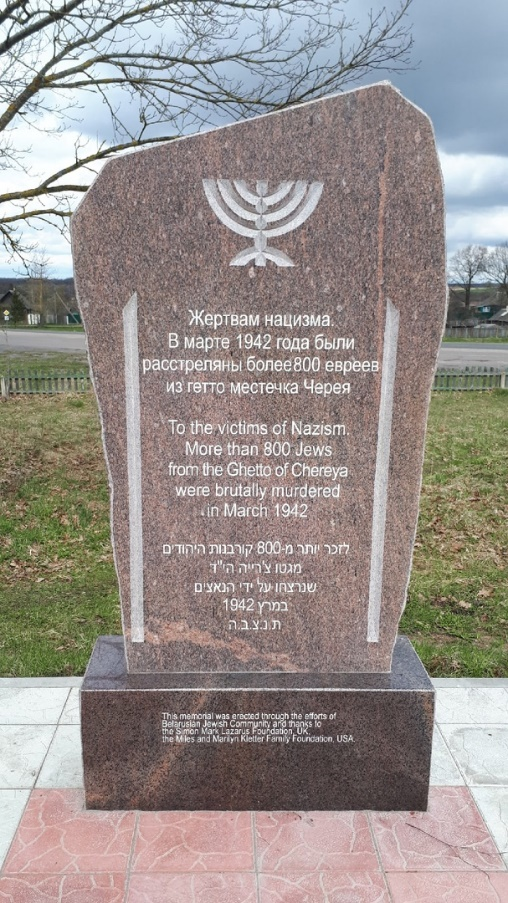 Жертвам нацизма.
В марте 1942 года были
расстреляны более 800 евреев
из гетто местечка Черея
To the victims of Nazism.
More than 800 Jews
from the Ghetto of Chereya
were brutally murdered
in March 1942
לזכר יותר מ-800 קורבנות היהודים
מגטו צ'רייה הי"ד
שנרצחו על ידי הנאצים
במרץ 1942
ת.נ.צ.ב.ה
This memorial was erected through the efforts of
Belarusian Jewish Community and thanks to
the Simon Mark Lazarus Foundation, UK,
the Miles and Marilyn Kletter Family Foundation, USA.